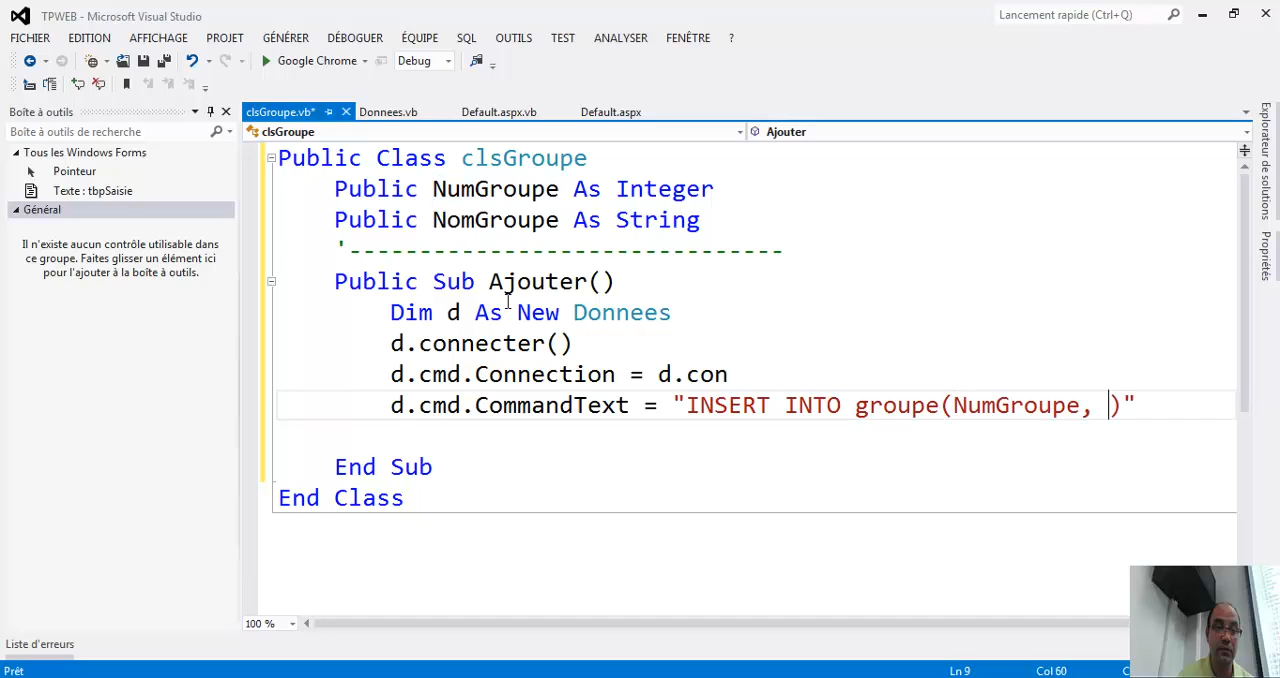 TPWEB - Microsoft Visual Studio
Lancement rapide (Ctrl+Q)
FICHIER EDITION AFFICHAGE PROJET GÉNÉRER DÉBOGUER ÉQUIPE SQL OUTILS TEST ANALYSER FENÊTRE ?
Google Chrome Debug
Boîte à outils
clsGroupe.vb* Donnees.vb Default.aspx.vb Default.aspx
Boîte à outils de recherche
clsGroupe Ajouter
Tous les Windows Forms
Pointeur
Texte : tbpSaisie
Général
Il n'existe aucun contrôle utilisable dans
ce groupe. Faites glisser un élément ici
pour l'ajouter à la boîte à outils.
Public Class clsGroupe
Public NumGroupe As Integer
Public NomGroupe As String
'-------------------------------
Public Sub Ajouter()
Dim d As New Donnees
d.connecter()
d.cmd.Connection = d.con
d.cmd.CommandText = "INSERT INTO groupe(NumGroupe, )"
End Sub
End Class
Explorateur de solutions
Propriétés
100 %
Liste d'erreurs
Prêt
Ln 9 Col 60